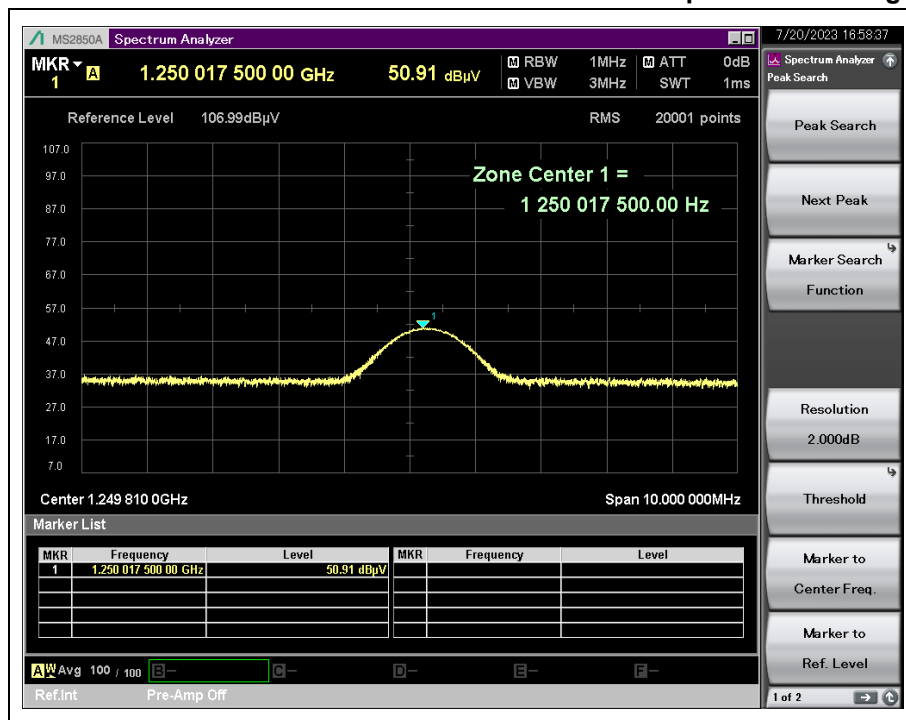 MS2850A Spectrum Analyzer
7/20/2023 16:58:37
MKR A 1.250 017 500 00 GHz 50.91 dBµV M RBW 1MHz M ATT 0dB
1 M VBW 3MHz SWT 1ms
Reference Level 106.99dBµV RMS 20001 points
107.0
97.0
87.0
77.0
67.0
57.0
47.0
37.0
27.0
17.0
7.0
Zone Center 1 =
1 250 017 500.00 Hz
1
Center 1.249 810 0GHz Span 10.000 000MHz
Marker List
MKR Frequency Level MKR Frequency Level
1 1.250 017 500 00 GHz 50.91 dBµV
A W Avg 100 / 100 B- C- D- E- F-
Ref.Int Pre-Amp Off
Spectrum Analyzer
Peak Search
Peak Search
Next Peak
Marker Search
Function
Resolution
2.000dB
Threshold
Marker to
Center Freq.
Marker to
Ref. Level
1 of 2